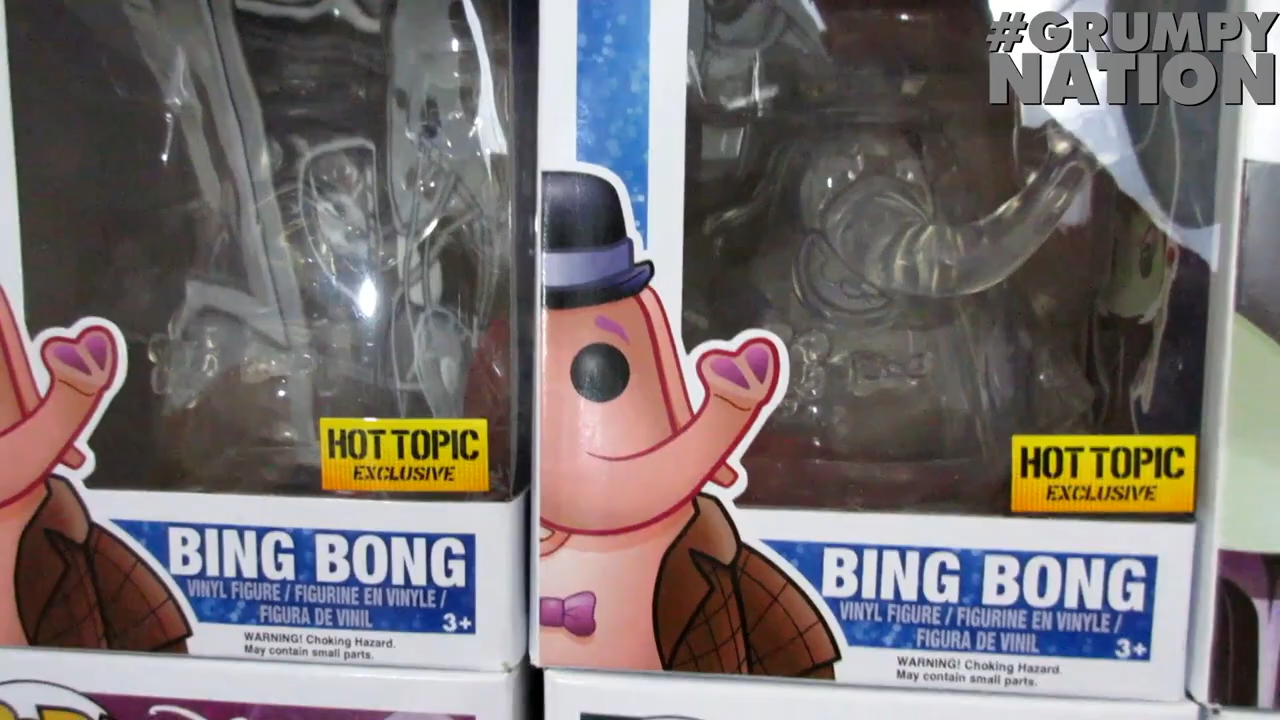 #GRUMPY
NATION
HOT TOPIC
EXCLUSIVE
BING BONG
VINYL FIGURE / FIGURINE EN VINYLE /
FIGURA DE VINIL
3+
WARNING! Choking Hazard.
May contain small parts.
HOT TOPIC
EXCLUSIVE
BING BONG
VINYL FIGURE / FIGURINE EN VINYLE /
FIGURA DE VINIL
3+
WARNING! Choking Hazard.
May contain small parts.